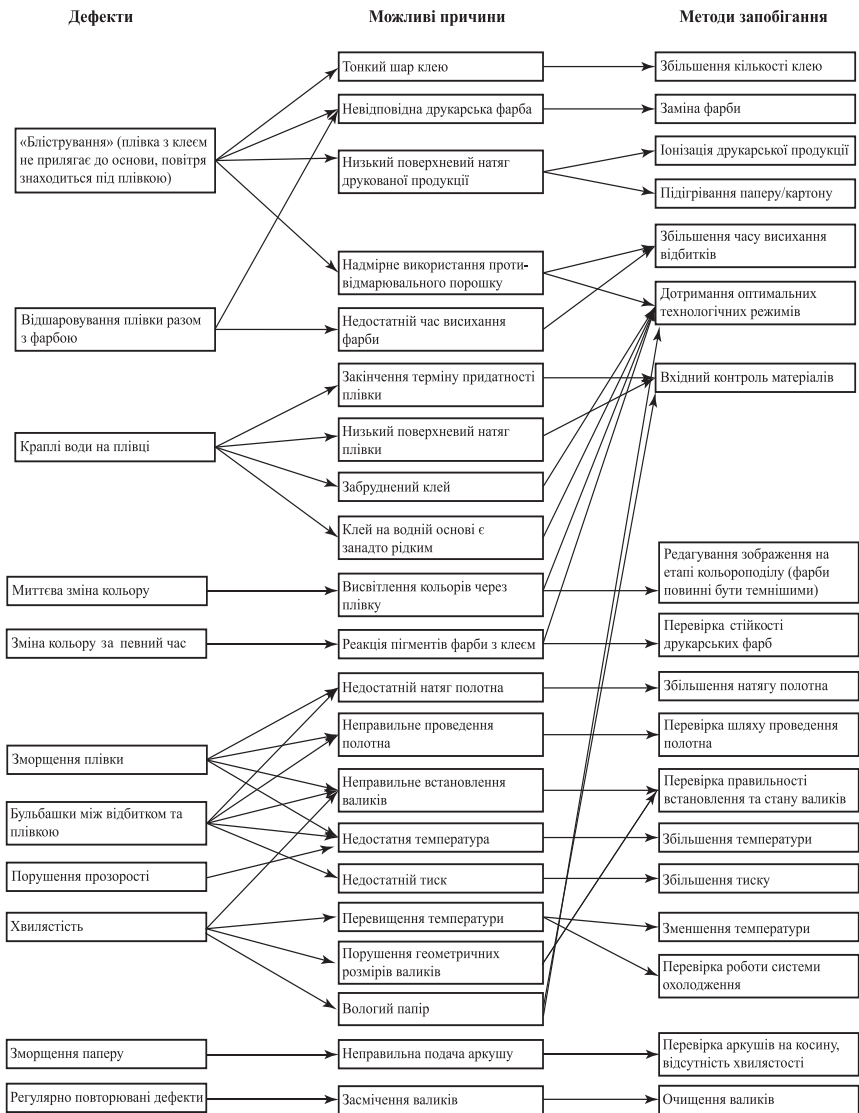 Дефекти
Можливі причини
Методи запобігання
«Блістрування» (плівка з клеєм
не прилягає до основи, повітря
знаходиться під плівкою)
Відшаровування плівки разом
з фарбою
Краплі води на плівці
Миттєва зміна кольору
Зміна кольору за певний час
Зморщення плівки
Бульбашки між відбитком та
плівкою
Порушення прозорості
Хвилястість
Зморщення паперу
Регулярно повторювані дефекти
Тонкий шар клею
Невідповідна друкарська фарба
Низький поверхневий натяг
друкованої продукції
Надмірне використання проти-
відмарювального порошку
Недостатній час висихання
фарби
Закінчення терміну придатності
плівки
Низький поверхневий натяг
плівки
Забруднений клей
Клей на водній основі є
занадто рідким
Висвітлення кольорів через
плівку
Реакція пігментів фарби з клеєм
Недостатній натяг полотна
Неправильне проведення
полотна
Неправильне встановлення
валиків
Недостатня температура
Недостатній тиск
Перевищення температури
Порушення геометричних
розмірів валиків
Вологий папір
Неправильна подача аркушу
Засмічення валиків
Збільшення кількості клею
Заміна фарби
Іонізація друкарської продукції
Підігрівання паперу/картону
Збільшення часу висихання
відбитків
Дотримання оптимальних
технологічних режимів
Вхідний контроль матеріалів
Редагування зображення на
етапі кольороподілу (фарби
повинні бути темнішими)
Перевірка стійкості
друкарських фарб
Збільшення натягу полотна
Перевірка шляху проведення
полотна
Перевірка правильності
встановлення та стану валиків
Збільшення температури
Збільшення тиску
Зменшення температури
Перевірка роботи системи
охолодження
Перевірка аркушів на косину,
відсутність хвилястості
Очищення валиків